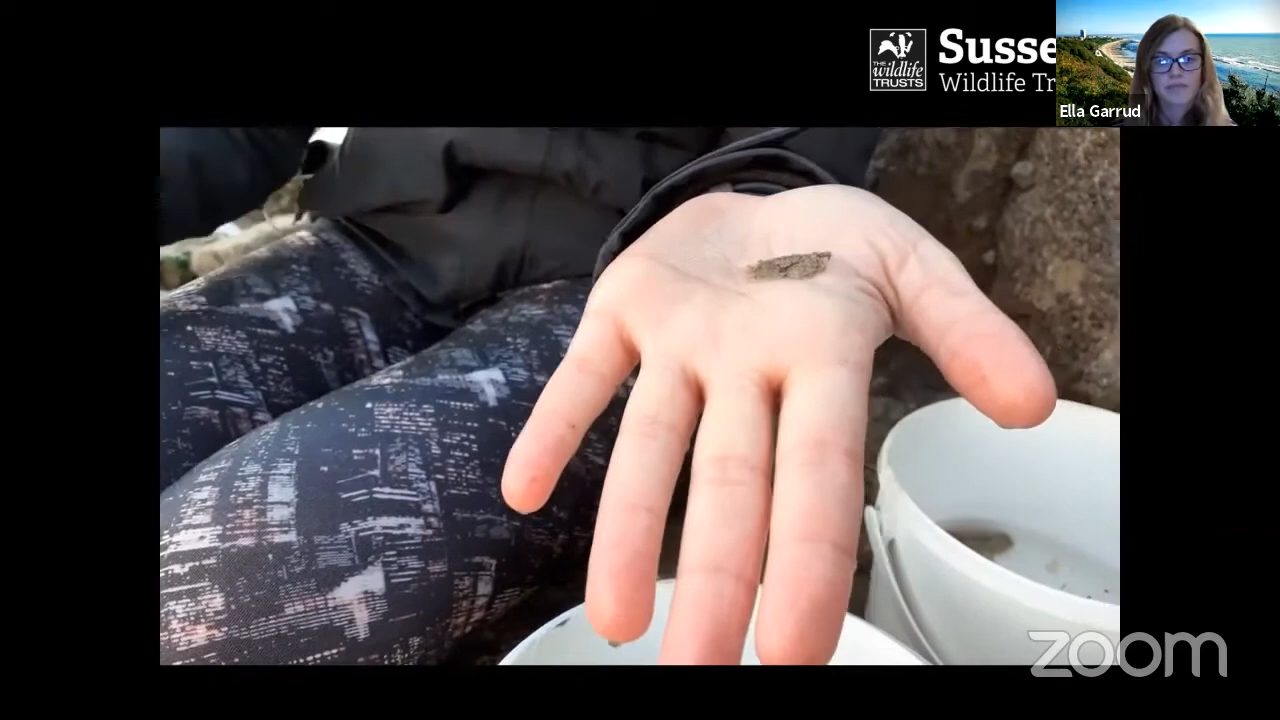 THE
wildlife
TRUSTS
Susse
Wildlife Tr
Ella Garrud
zoom